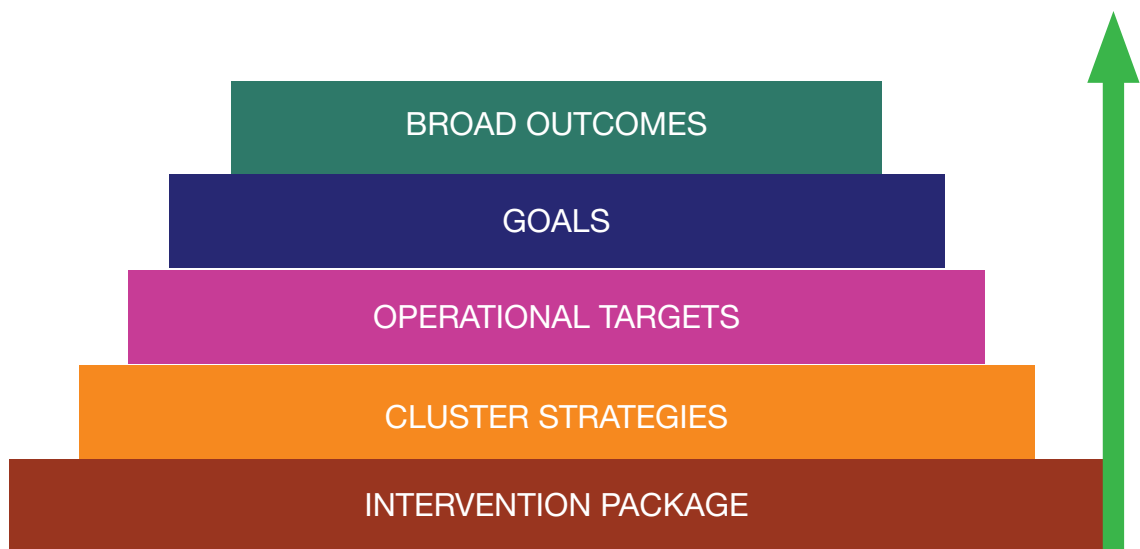 BROAD OUTCOMES
GOALS
OPERATIONAL TARGETS
CLUSTER STRATEGIES
INTERVENTION PACKAGE